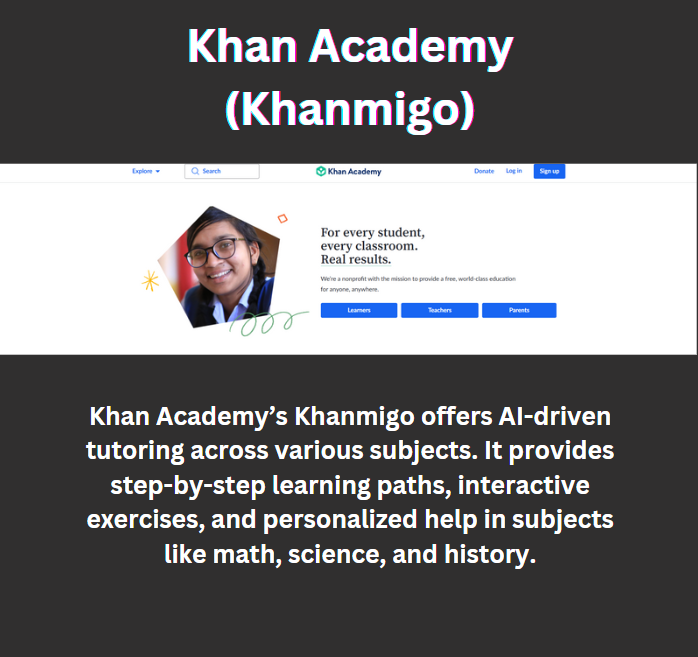 Khan Academy
(Khanmigo)
Explore
Search
Khan Academy
Donate
Log in
Sign up
For every student,
every classroom.
Real results.
We're a nonprofit with the mission to provide a free, world-class education
for anyone, anywhere.
Learners
Teachers
Parents
Khan Academy’s Khanmigo offers AI-driven
tutoring across various subjects. It provides
step-by-step learning paths, interactive
exercises, and personalized help in subjects
like math, science, and history.